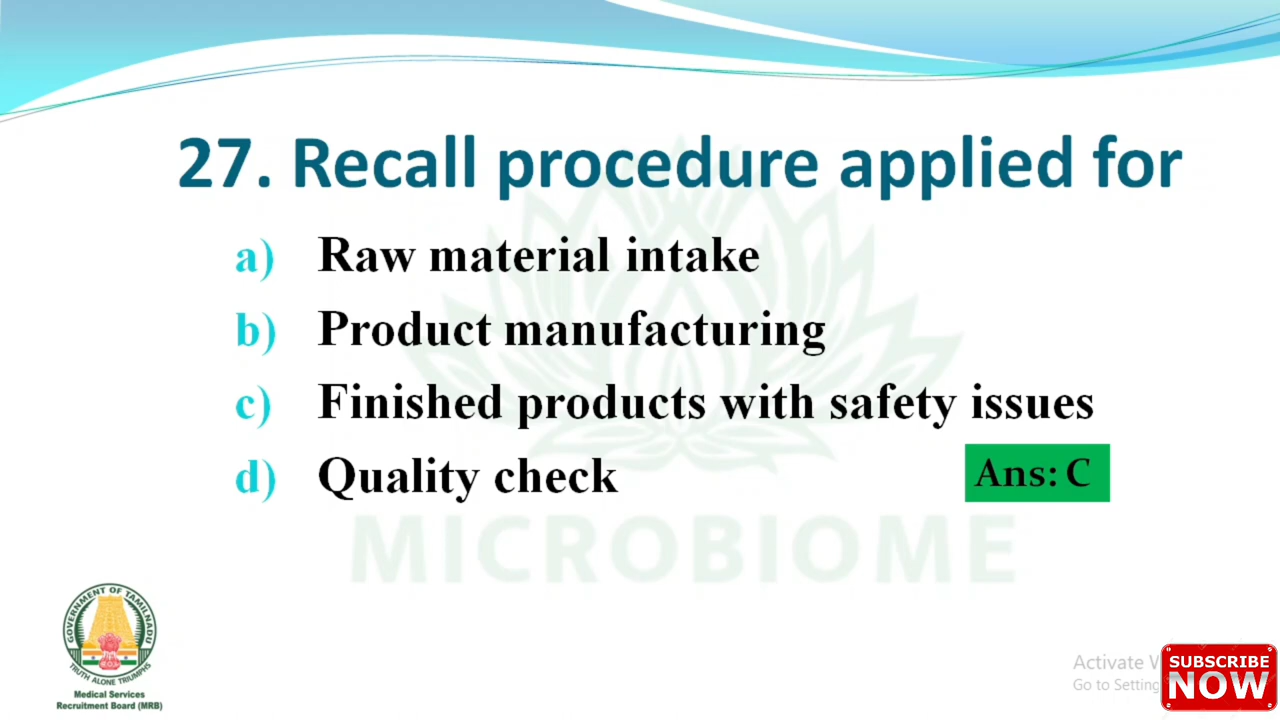 27. Recall procedure applied for
a) Raw material intake
b) Product manufacturing
c) Finished products with safety issues
d) Quality check
Ans: C
MICROBIOME
GOVERNMENT OF TAMILNADU
TRUTH ALONE TRIUMPHS
Medical Services
Recruitment Board (MRB)
Activate
Go to Setting
SUBSCRIBE
NOW